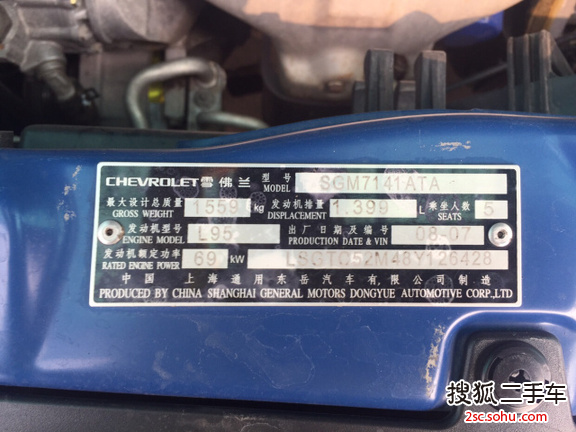 CHEVROLET 雪佛兰 型号 MODEL SGM7141ATA
最大设计总质量 GROSS WEIGHT 1559 kg 发动机排量 DISPLACEMENT 1.399 L 乘坐人数 SEATS 5
发动机型号 ENGINE MODEL L95 出厂日期及编号 PRODUCTION DATE & VIN 08-07
发动机额定功率 RATED ENGINE POWER 69 kW LSGTC52M48Y126428
中国上海通用东岳汽车有限公司制造
PRODUCED BY CHINA SHANGHAI GENERAL MOTORS DONGYUE AUTOMOTIVE CORP.,LTD
搜狐二手车
2sc.sohu.com